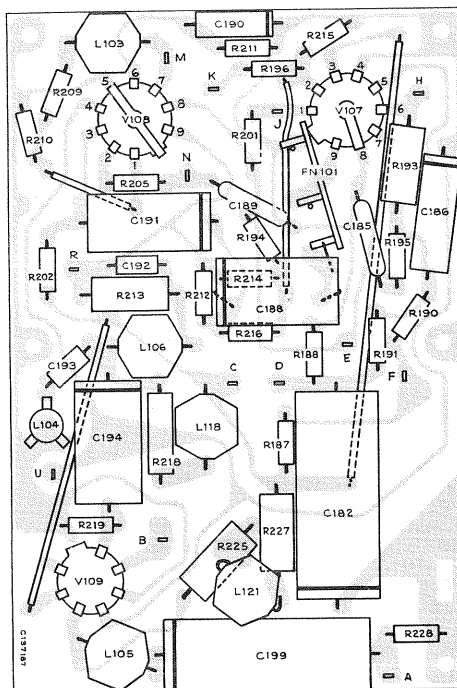 C190
R215
L103
R211
M
R196
K
H
R209
5 6 7
4 8
3 9
2 1
V108
3 4
2 5
1 6
9 8 7
V107
J
R210
R201
FN101
R193
C186
N
R205
C189
C191
C185
R194
R195
R202
R
C192
R214
R213
R212
C188
R190
R216
L106
R188
E
R191
C193
F
C
D
L104
C194
L118
R218
R187
U
C182
R219
R227
B
R225
V109
L121
C137187
L105
C199
R228
A